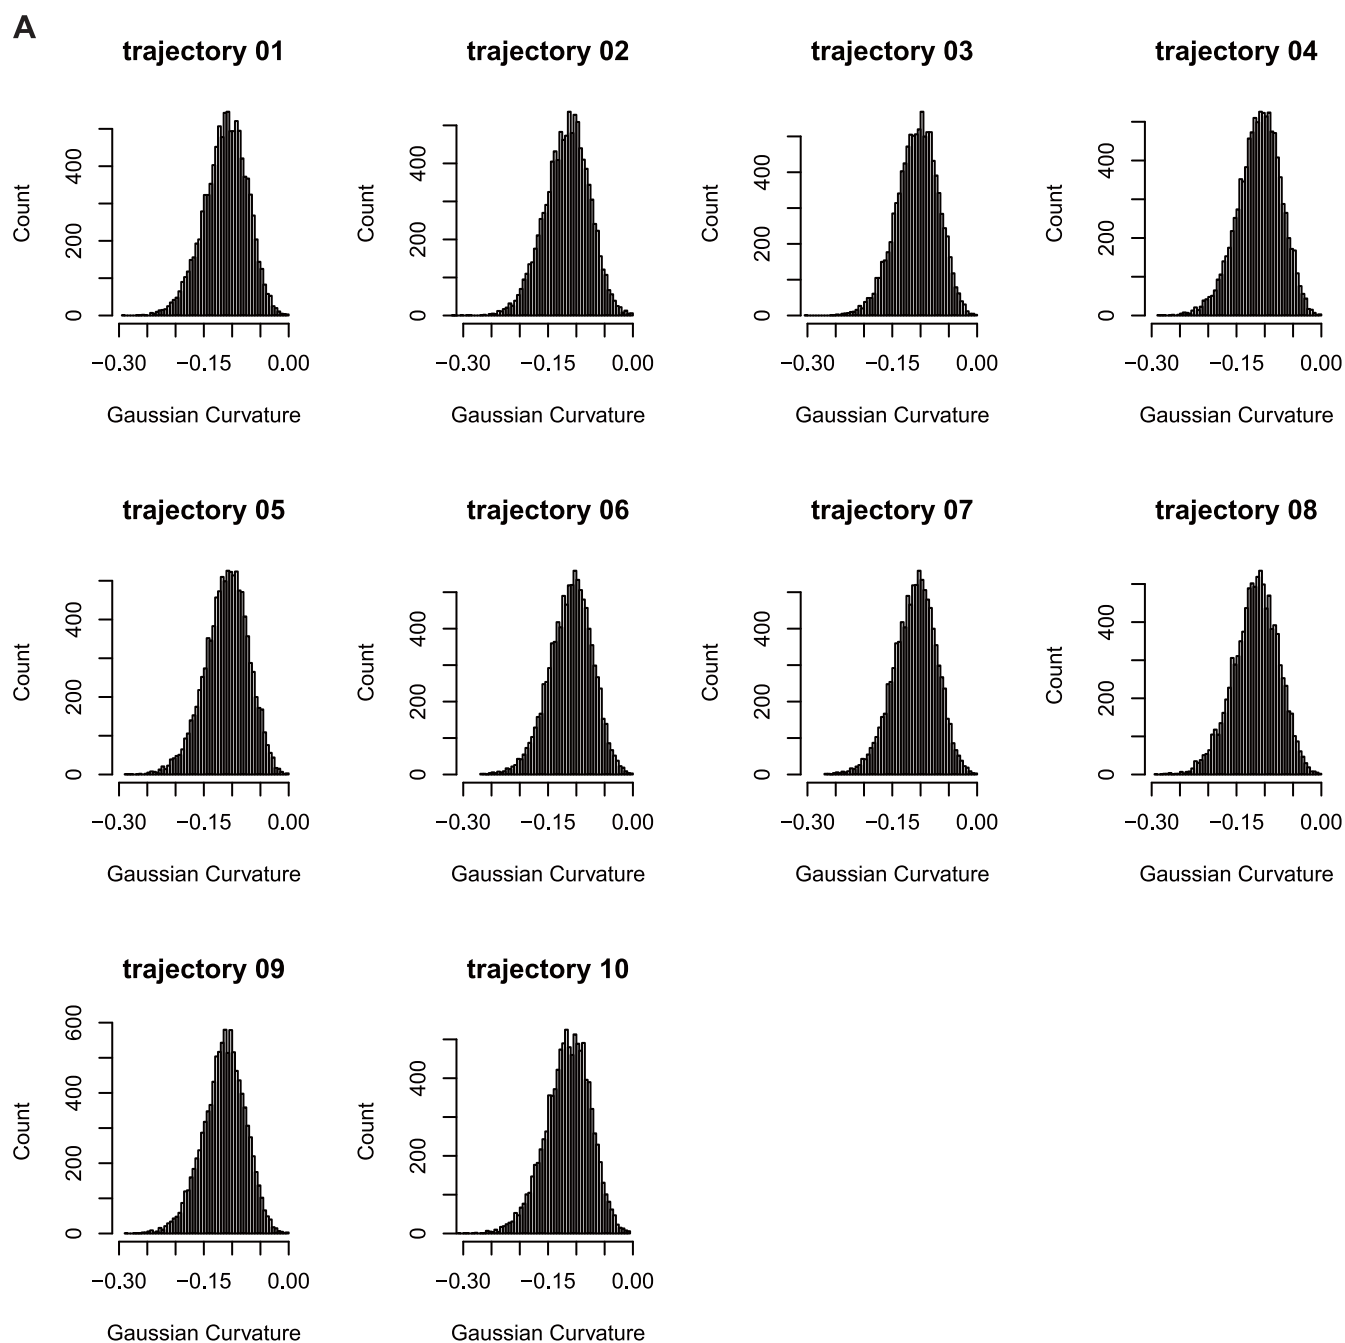 A
trajectory 01
trajectory 02
trajectory 03
trajectory 04
Count
0 200 400
−0.30 −0.15 0.00
Gaussian Curvature
Count
0 200 400
−0.30 −0.15 0.00
Gaussian Curvature
Count
0 200 400
−0.30 −0.15 0.00
Gaussian Curvature
Count
0 200 400
−0.30 −0.15 0.00
Gaussian Curvature
trajectory 05
trajectory 06
trajectory 07
trajectory 08
Count
0 200 400
−0.30 −0.15 0.00
Gaussian Curvature
Count
0 200 400
−0.30 −0.15 0.00
Gaussian Curvature
Count
0 200 400
−0.30 −0.15 0.00
Gaussian Curvature
Count
0 200 400
−0.30 −0.15 0.00
Gaussian Curvature
trajectory 09
trajectory 10
Count
0 200 400 600
−0.30 −0.15 0.00
Gaussian Curvature
Count
0 200 400
−0.30 −0.15 0.00
Gaussian Curvature